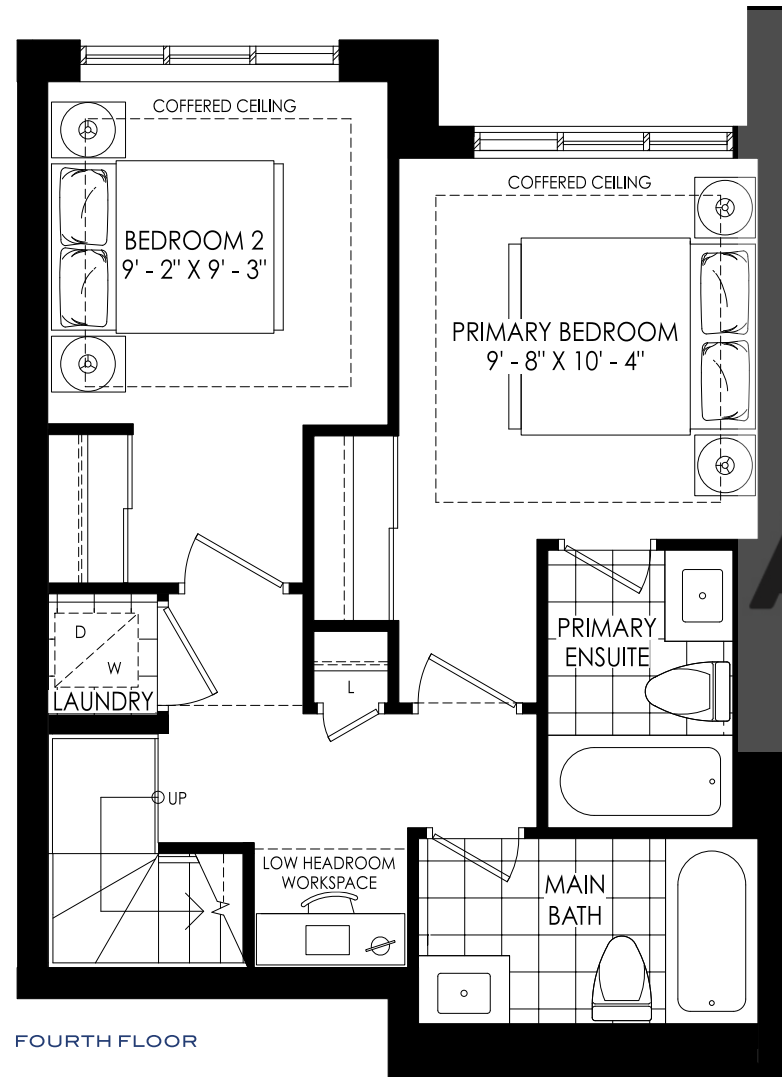 COFFERED CEILING
BEDROOM 2
9' - 2" X 9' - 3"
COFFERED CEILING
PRIMARY BEDROOM
9' - 8" X 10' - 4"
D
W
LAUNDRY
L
PRIMARY
ENSUITE
UP
LOW HEADROOM
WORKSPACE
MAIN
BATH
FOURTH FLOOR